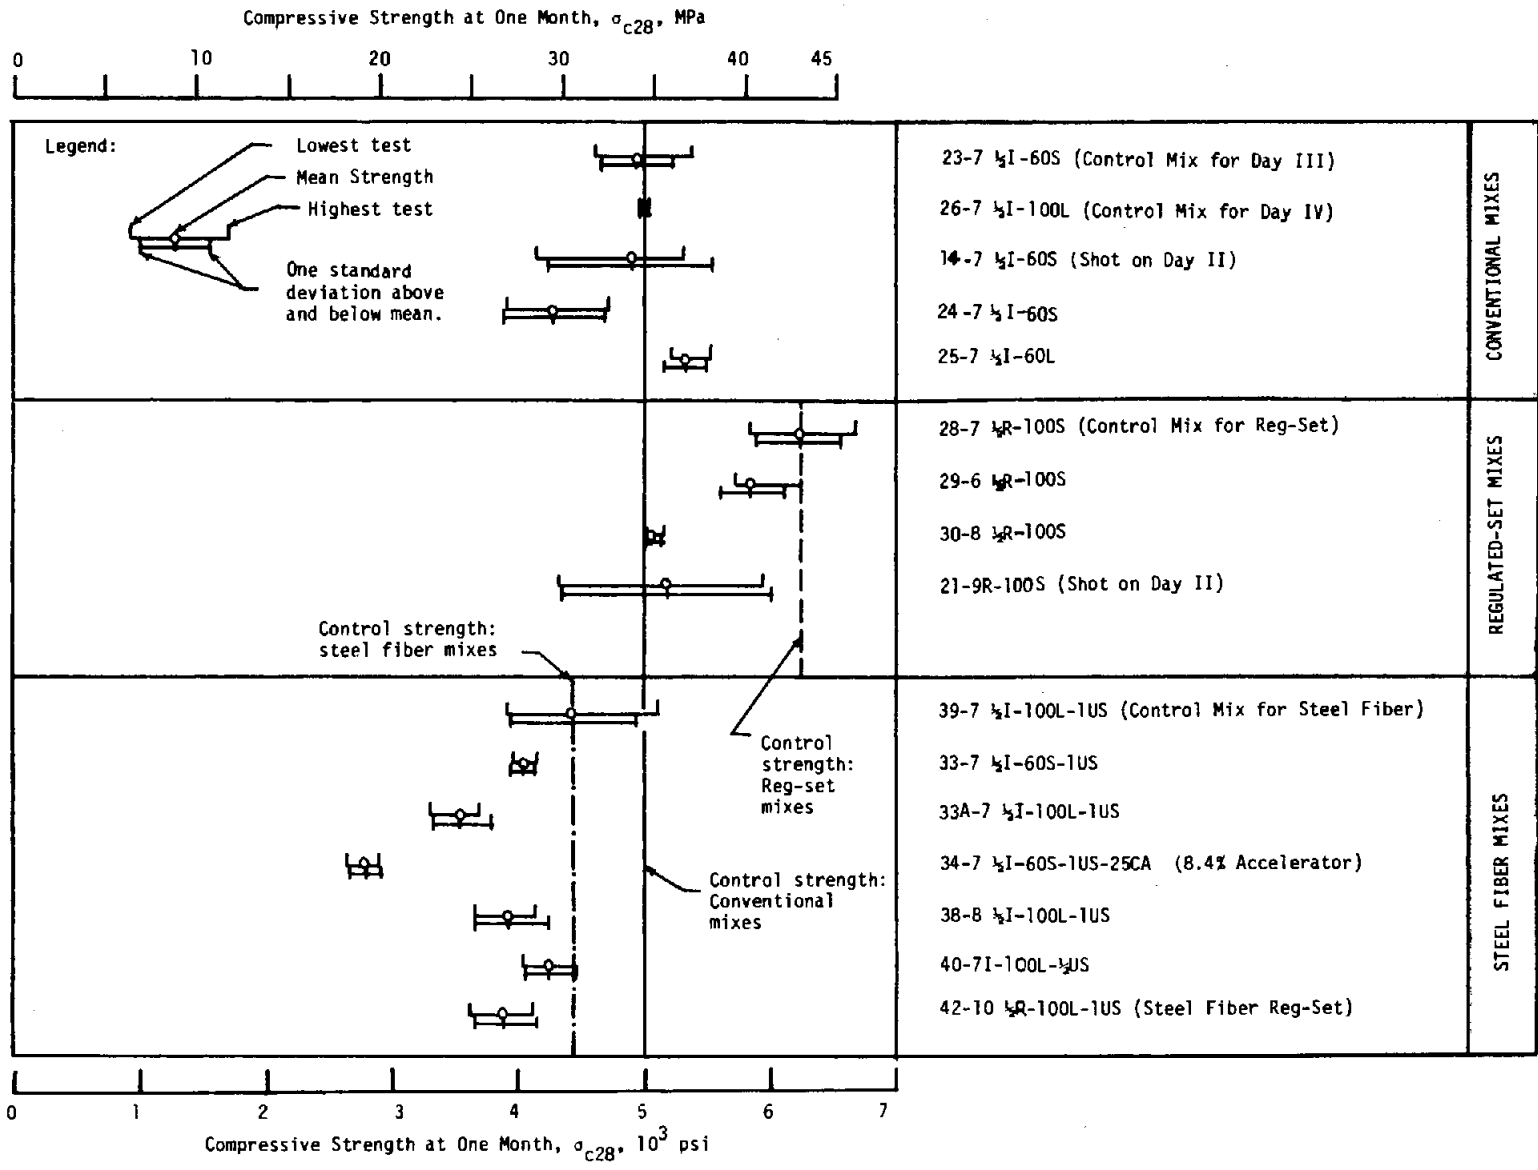 Compressive Strength at One Month, σc28, MPa
0 10 20 30 40 45
Legend:
Lowest test
Mean Strength
Highest test
One standard
deviation above
and below mean.
23-7 ½I-60S (Control Mix for Day III)
26-7 ½I-100L (Control Mix for Day IV)
14-7 ½I-60S (Shot on Day II)
24-7 ½I-60S
25-7 ½I-60L
CONVENTIONAL MIXES
28-7 ½R-100S (Control Mix for Reg-Set)
29-6 ½R-100S
30-8 ½R-100S
21-9R-100S (Shot on Day II)
REGULATED-SET MIXES
Control strength:
steel fiber mixes
Control
strength:
Reg-set
mixes
Control strength:
Conventional
mixes
39-7 ½I-100L-1US (Control Mix for Steel Fiber)
33-7 ½I-60S-1US
33A-7 ½I-100L-1US
34-7 ½I-60S-1US-25CA (8.4% Accelerator)
38-8 ½I-100L-1US
40-7I-100L-½US
42-10 ½R-100L-1US (Steel Fiber Reg-Set)
STEEL FIBER MIXES
0 1 2 3 4 5 6 7
Compressive Strength at One Month, σc28, 10³ psi